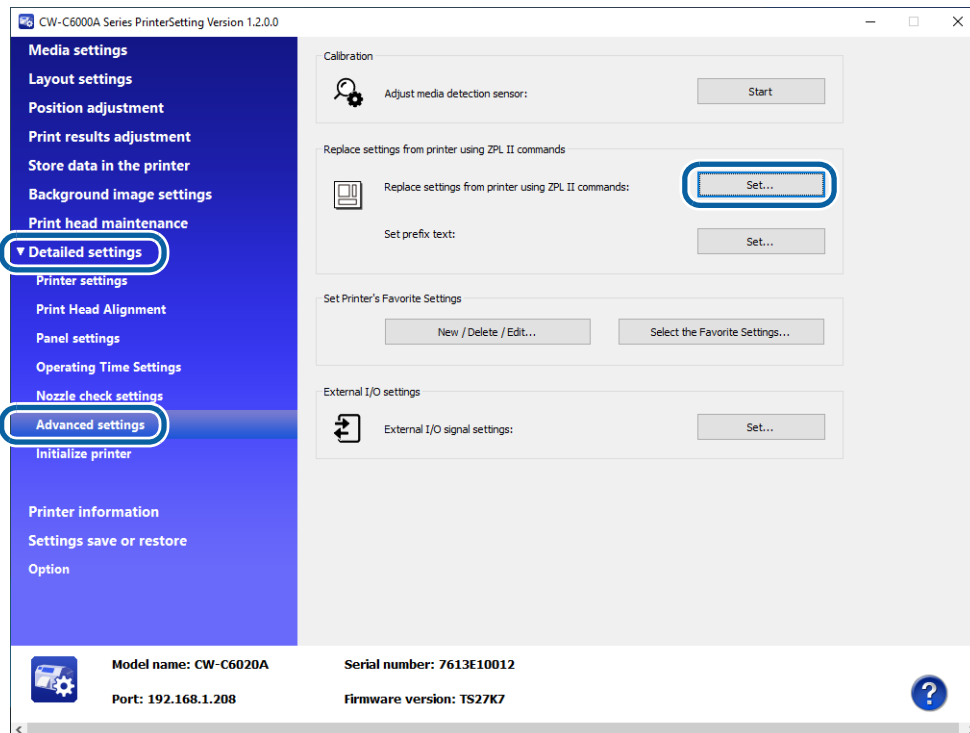 CW-C6000A Series PrinterSetting Version 1.2.0.0
Media settings
Layout settings
Position adjustment
Print results adjustment
Store data in the printer
Background image settings
Print head maintenance
▼ Detailed settings
Printer settings
Print Head Alignment
Panel settings
Operating Time Settings
Nozzle check settings
Advanced settings
Initialize printer
Printer information
Settings save or restore
Option
Calibration
Adjust media detection sensor:
Start
Replace settings from printer using ZPL II commands
Replace settings from printer using ZPL II commands:
Set...
Set prefix text:
Set...
Set Printer's Favorite Settings
New / Delete / Edit...
Select the Favorite Settings...
External I/O settings
External I/O signal settings:
Set...
Model name: CW-C6020A
Serial number: 7613E10012
Port: 192.168.1.208
Firmware version: TS27K7
?